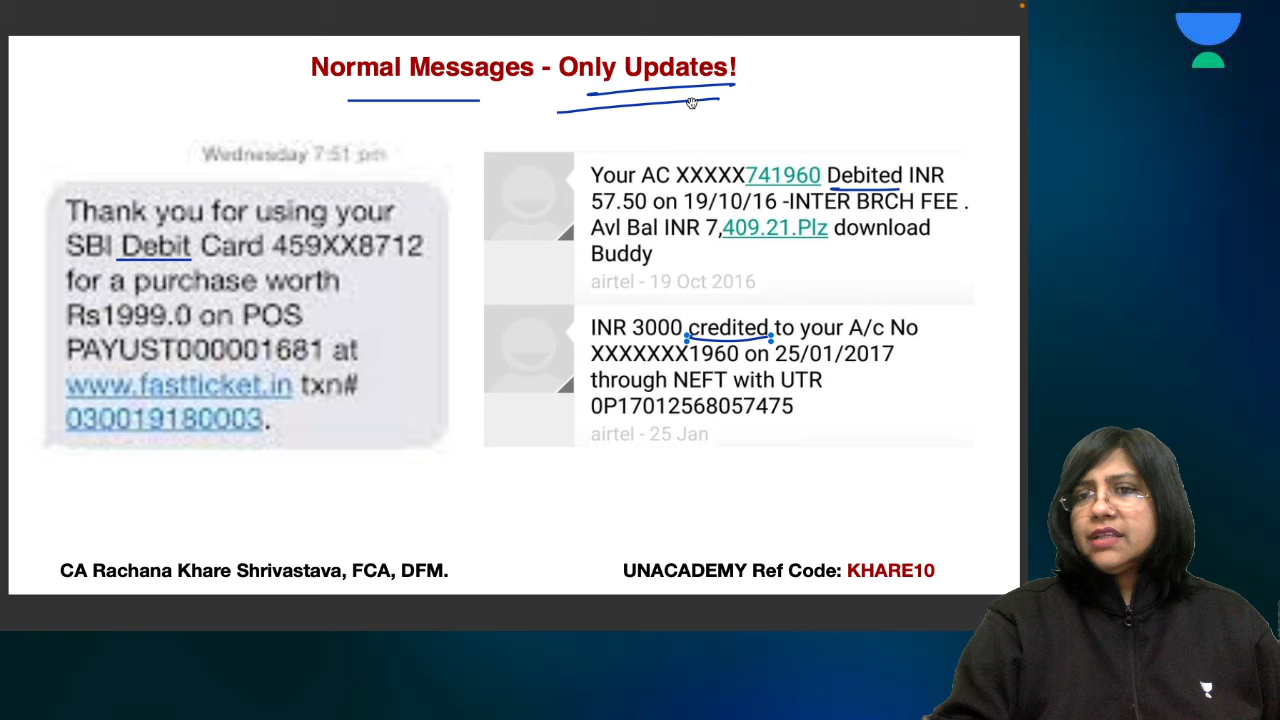 Normal Messages - Only Updates!
Wednesday 7:51 pm
Thank you for using your
SBI Debit Card 459XX8712
for a purchase worth
Rs1999.0 on POS
PAYUST000001681 at
www.fastticket.in txn#
030019180003.
Your AC XXXXX741960 Debited INR
57.50 on 19/10/16 -INTER BRCH FEE .
Avl Bal INR 7,409.21.Plz download
Buddy
airtel - 19 Oct 2016
INR 3000 credited to your A/c No
XXXXXXX1960 on 25/01/2017
through NEFT with UTR
0P17012568057475
airtel - 25 Jan
CA Rachana Khare Shrivastava, FCA, DFM.
UNACADEMY Ref Code: KHARE10